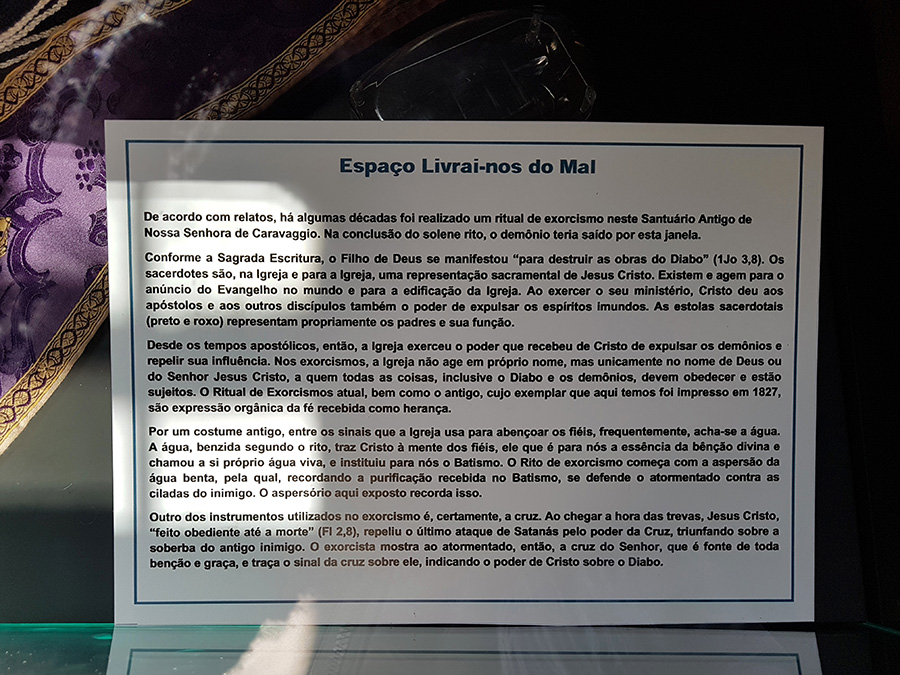 Espaço Livrai-nos do Mal
De acordo com relatos, há algumas décadas foi realizado um ritual de exorcismo neste Santuário Antigo de
Nossa Senhora de Caravaggio. Na conclusão do solene rito, o demônio teria saído por esta janela.
Conforme a Sagrada Escritura, o Filho de Deus se manifestou “para destruir as obras do Diabo” (1Jo 3,8). Os
sacerdotes são, na Igreja e para a Igreja, uma representação sacramental de Jesus Cristo. Existem e agem para o
anúncio do Evangelho no mundo e para a edificação da Igreja. Ao exercer o seu ministério, Cristo deu aos
apóstolos e aos outros discípulos também o poder de expulsar os espíritos imundos. As estolas sacerdotais
(preto e roxo) representam propriamente os padres e sua função.
Desde os tempos apostólicos, então, a Igreja exerceu o poder que recebeu de Cristo de expulsar os demônios e
repelir sua influência. Nos exorcismos, a Igreja não age em próprio nome, mas unicamente no nome de Deus ou
do Senhor Jesus Cristo, a quem todas as coisas, inclusive o Diabo e os demônios, devem obedecer e estão
sujeitos. O Ritual de Exorcismos atual, bem como o antigo, cujo exemplar que aqui temos foi impresso em 1827,
são expressão orgânica da fé recebida como herança.
Por um costume antigo, entre os sinais que a Igreja usa para abençoar os fiéis, frequentemente, acha-se a água.
A água, benzida segundo o rito, traz Cristo à mente dos fiéis, ele que é para nós a essência da bênção divina e
chamou a si próprio água viva, e instituiu para nós o Batismo. O Rito de exorcismo começa com a aspersão da
água benta, pela qual, recordando a purificação recebida no Batismo, se defende o atormentado contra as
ciladas do inimigo. O aspersório aqui exposto recorda isso.
Outro dos instrumentos utilizados no exorcismo é, certamente, a cruz. Ao chegar a hora das trevas, Jesus Cristo,
“feito obediente até a morte” (Fl 2,8), repeliu o último ataque de Satanás pelo poder da Cruz, triunfando sobre a
soberba do antigo inimigo. O exorcista mostra ao atormentado, então, a cruz do Senhor, que é fonte de toda
benção e graça, e traça o sinal da cruz sobre ele, indicando o poder de Cristo sobre o Diabo.